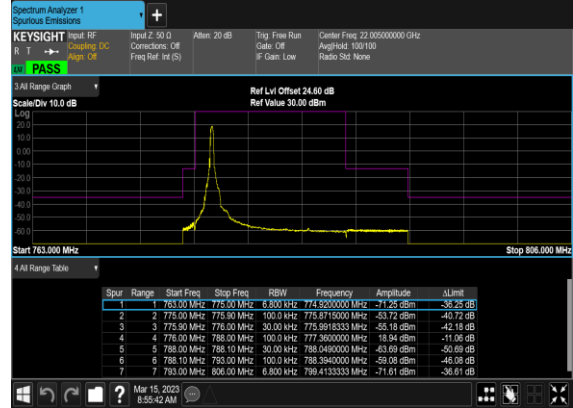 Spectrum Analyzer 1
Spurious Emissions
+
KEYSIGHT Input: RF Input Z: 50 Ω Atten: 20 dB Trig: Free Run Center Freq: 22.005000000 GHz
R T Coupling: DC Corrections: Off Gate: Off Avg|Hold: 100/100
Align: Off Freq Ref: Int (S) IF Gain: Low Radio Std: None
PASS
3 All Range Graph
Ref Lvl Offset 24.60 dB
Scale/Div 10.0 dB Ref Value 30.00 dBm
Log
20.0
10.0
0.00
-10.0
-20.0
-30.0
-40.0
-50.0
-60.0
Start 763.000 MHz Stop 806.000 MHz
4 All Range Table
Spur Range Start Freq Stop Freq RBW Frequency Amplitude ΔLimit
1 1 763.00 MHz 775.00 MHz 6.800 kHz 774.9200000 MHz -71.25 dBm -36.25 dB
2 2 775.00 MHz 775.90 MHz 100.0 kHz 775.8715000 MHz -53.72 dBm -40.72 dB
3 3 775.90 MHz 776.00 MHz 30.00 kHz 775.9918333 MHz -55.18 dBm -42.18 dB
4 4 776.00 MHz 788.00 MHz 100.0 kHz 777.3600000 MHz 18.94 dBm -11.06 dB
5 5 788.00 MHz 788.10 MHz 30.00 kHz 788.0490000 MHz -63.69 dBm -50.69 dB
6 6 788.10 MHz 793.00 MHz 100.0 kHz 788.3940000 MHz -59.08 dBm -46.08 dB
7 7 793.00 MHz 806.00 MHz 6.800 kHz 799.4133333 MHz -71.61 dBm -36.61 dB
?
Mar 15, 2023
8:55:42 AM